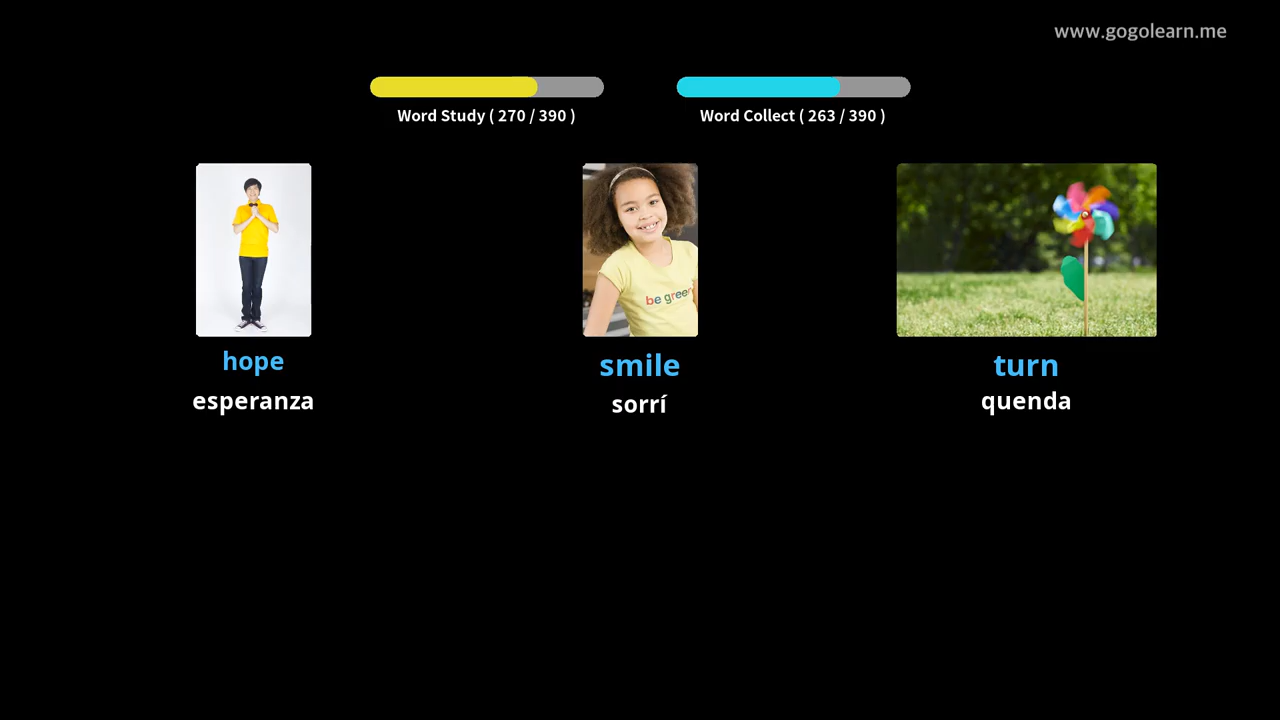 www.gogolearn.me
Word Study ( 270 / 390 )
Word Collect ( 263 / 390 )
be green
hope
smile
turn
esperanza
sorrí
quenda